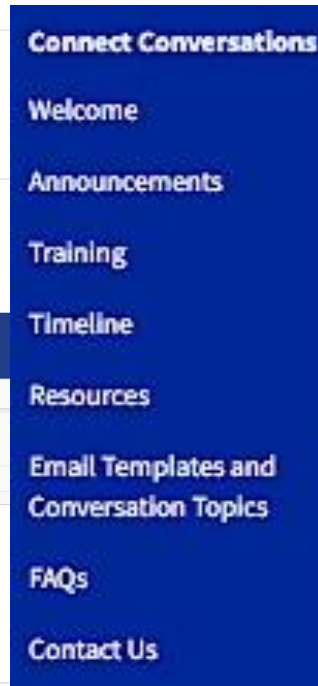 Connect Conversations
Welcome
Announcements
Training
Timeline
Resources
Email Templates and
Conversation Topics
FAQs
Contact Us